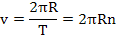 v = 2πR/T = 2πRn